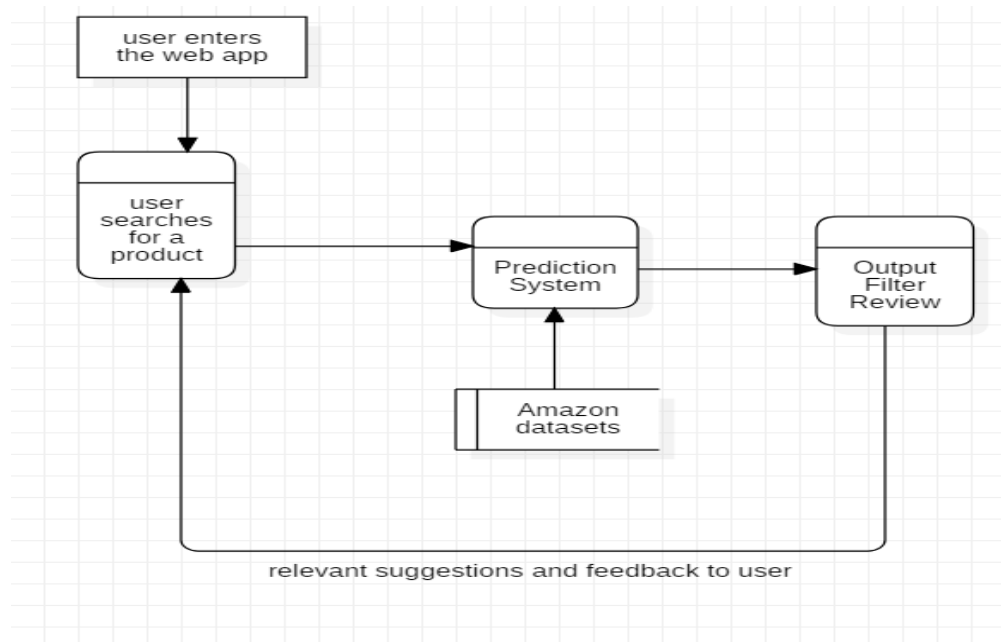 user enters
the web app
user
searches
for a
product
Prediction
System
Output
Filter
Review
Amazon
datasets
relevant suggestions and feedback to user